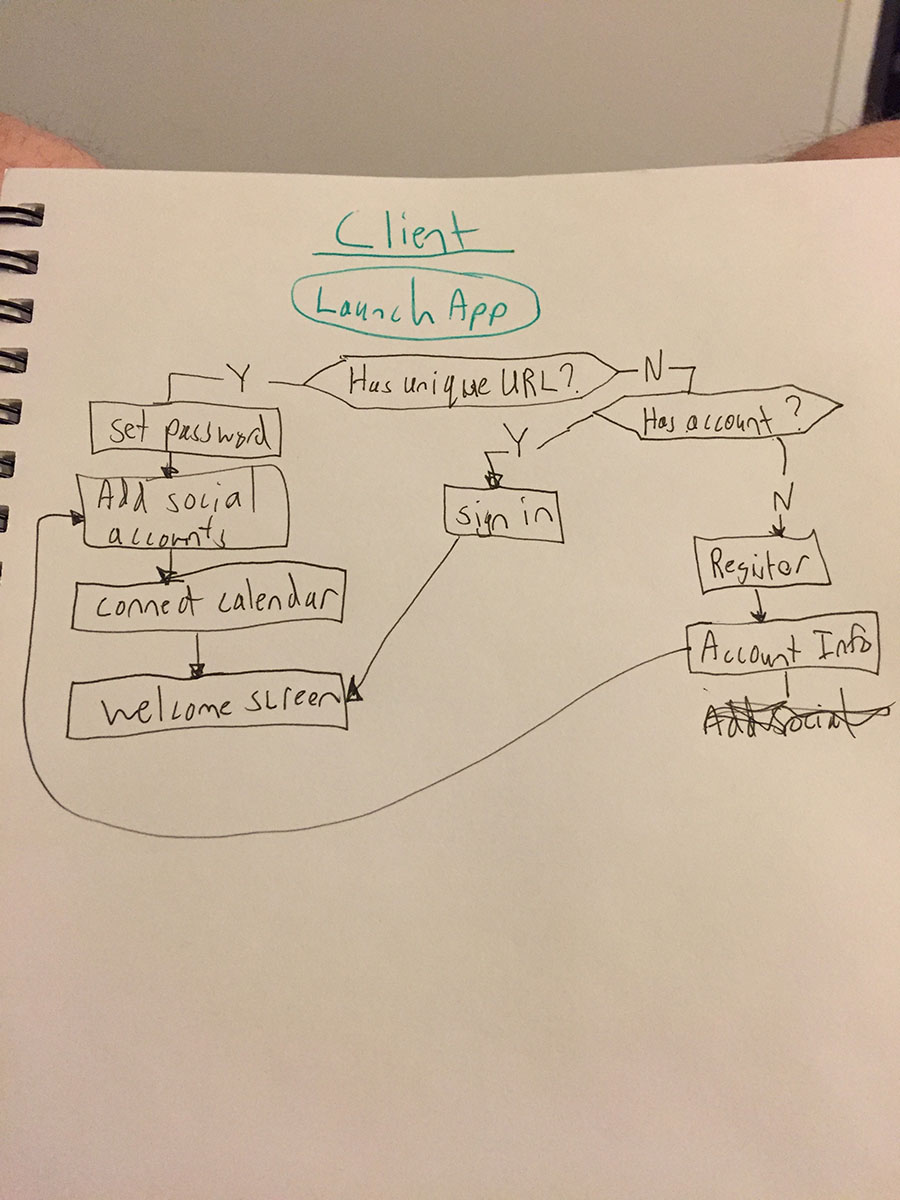 Client
Launch App
Has unique URL?
Y
N
set password
Has account?
Y
Add social
accounts
sign in
N
connect calendar
Register
Account Info
welcome screen
Add social